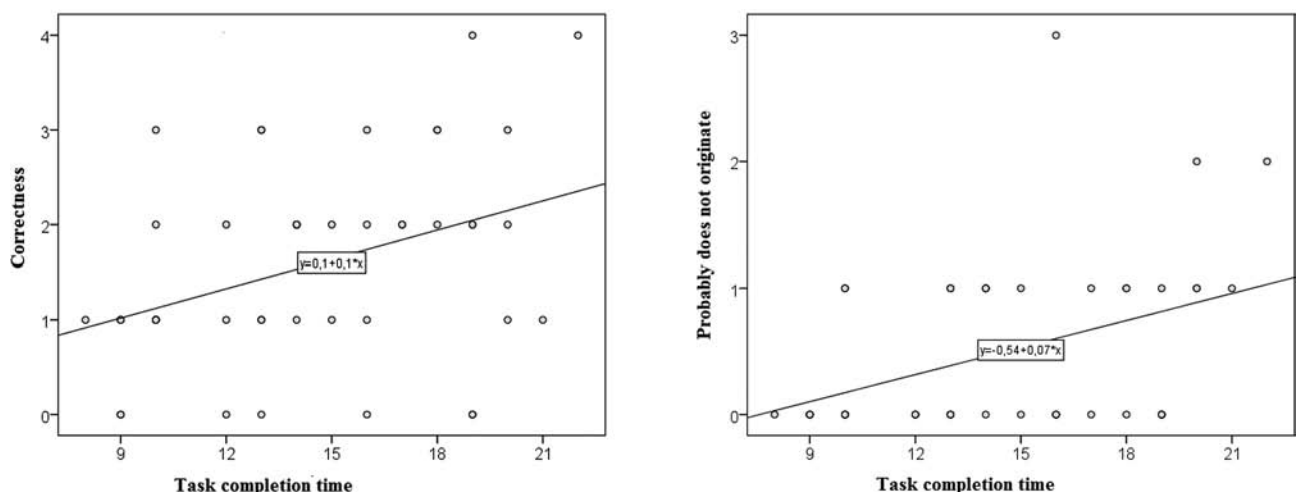 4
3
2
1
0
Correctness
y=0,1+0,1*x
9 12 15 18 21
Task completion time
3
2
1
0
Probably does not originate
y=-0,54+0,07*x
9 12 15 18 21
Task completion time